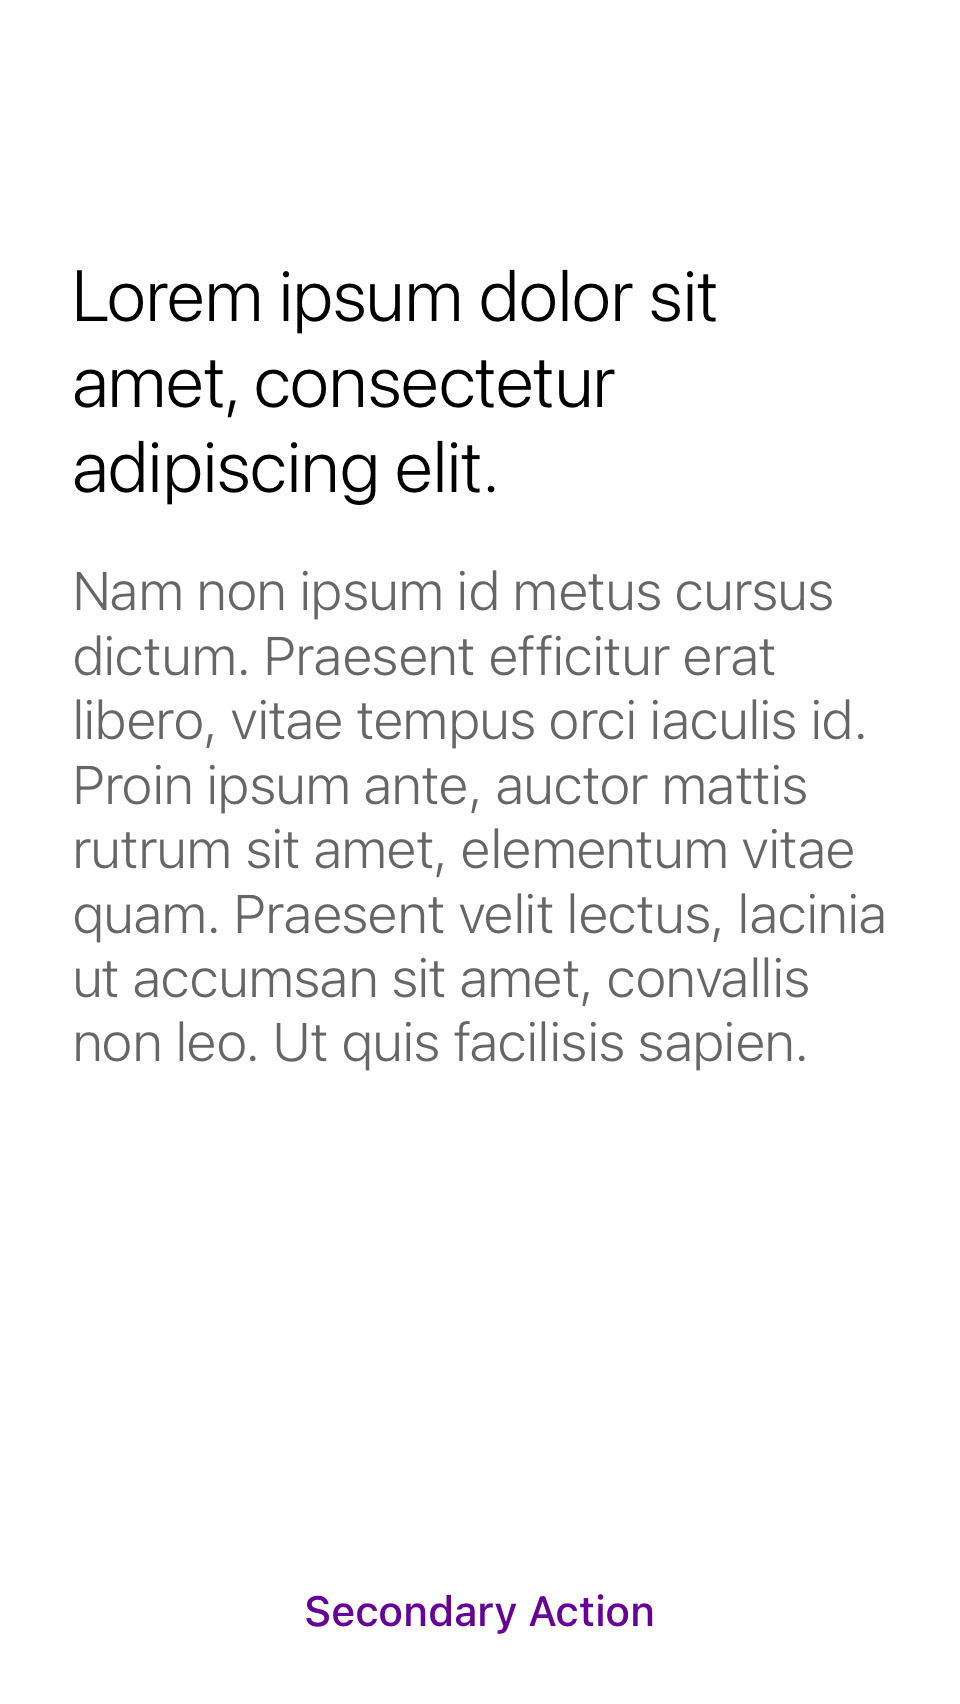 Lorem ipsum dolor sit
amet, consectetur
adipiscing elit.
Nam non ipsum id metus cursus
dictum. Praesent efficitur erat
libero, vitae tempus orci iaculis id.
Proin ipsum ante, auctor mattis
rutrum sit amet, elementum vitae
quam. Praesent velit lectus, lacinia
ut accumsan sit amet, convallis
non leo. Ut quis facilisis sapien.
Secondary Action